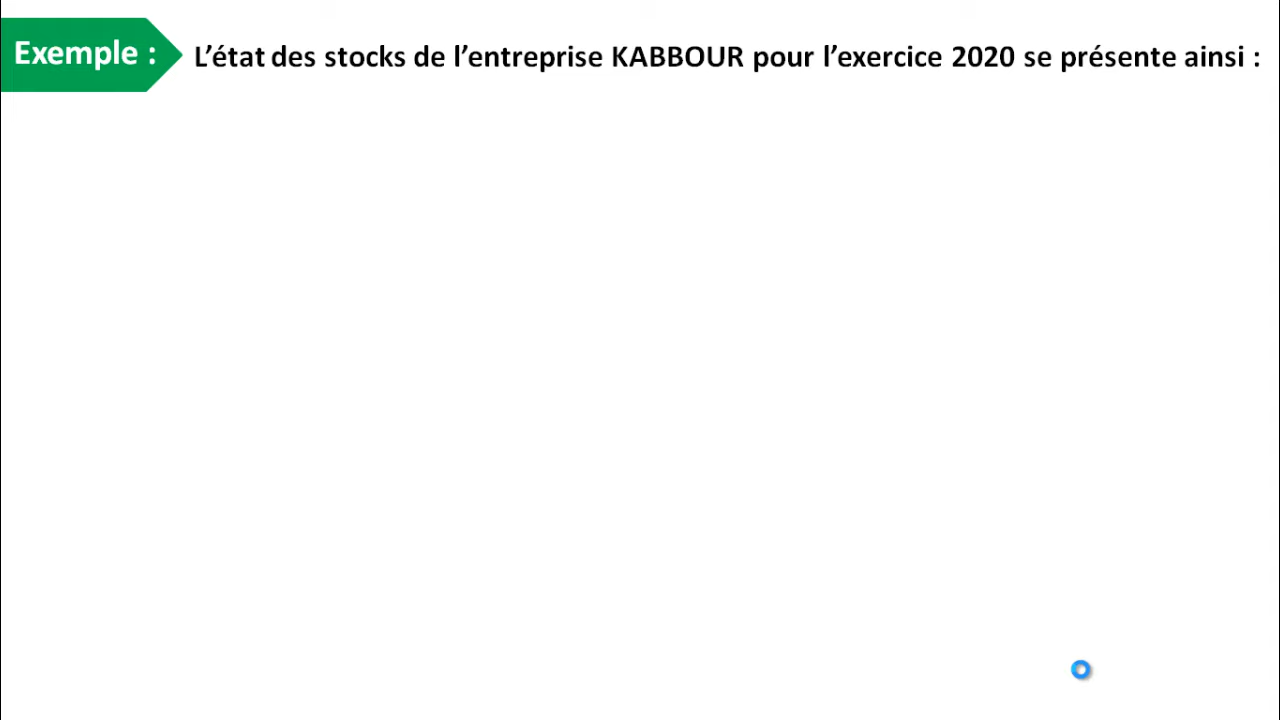 Exemple : L’état des stocks de l’entreprise KABBOUR pour l’exercice 2020 se présente ainsi :